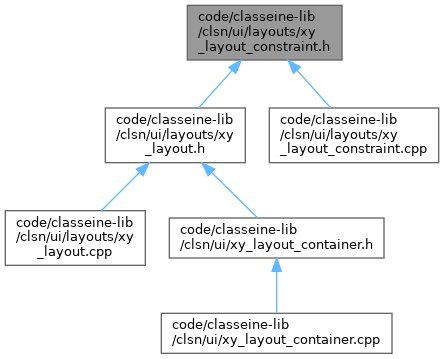 code/classeine-lib
/clsn/ui/layouts/xy
_layout_constraint.h
code/classeine-lib
/clsn/ui/layouts/xy
_layout.h
code/classeine-lib
/clsn/ui/layouts/xy
_layout_constraint.cpp
code/classeine-lib
/clsn/ui/layouts/xy
_layout.cpp
code/classeine-lib
/clsn/ui/xy_layout_container.h
code/classeine-lib
/clsn/ui/xy_layout_container.cpp